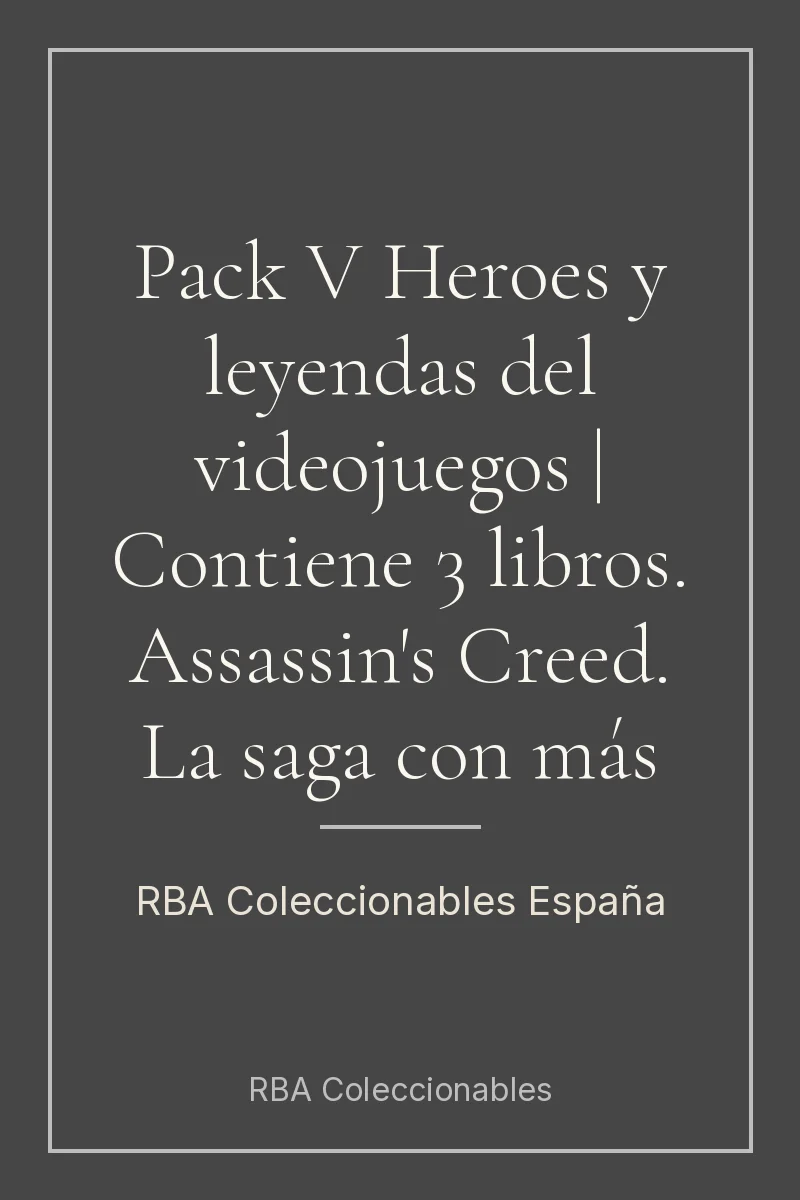 Pack V Heroes y
leyendas del
videojuegos |
Contiene 3 libros.
Assassin's Creed.
La saga con más
RBA Coleccionables España
RBA Coleccionables